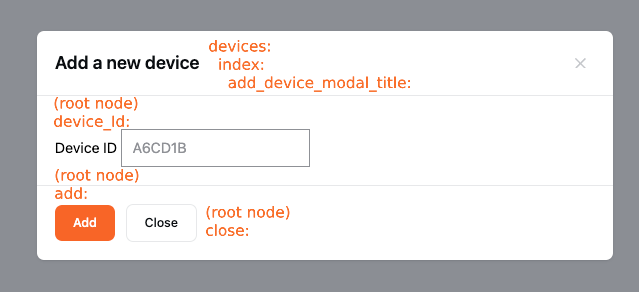 Add a new device
devices:
index:
add_device_modal_title:
(root node)
device_Id:
Device ID A6CD1B
(root node)
add:
Add Close
(root node)
close: